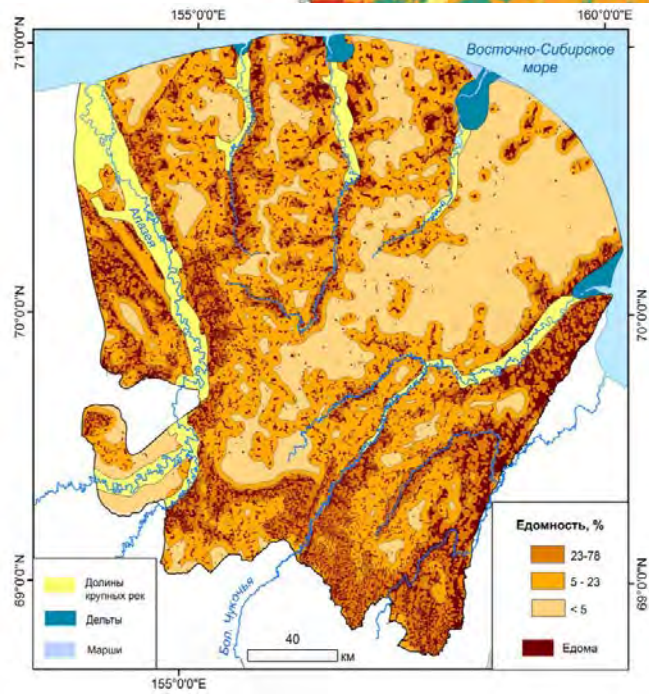 155°0'0"E
160°0'0"E
71°0'0"N
71°0'0"N
Восточно-Сибирское
море
Алазея
70°0'0"N
70°0'0"N
69°0'0"N
69°0'0"N
Едомность, %
23-78
5 - 23
< 5
Едома
Долины
крупных рек
Дельты
Марши
Бол. Чукочья
40
км
155°0'0"E